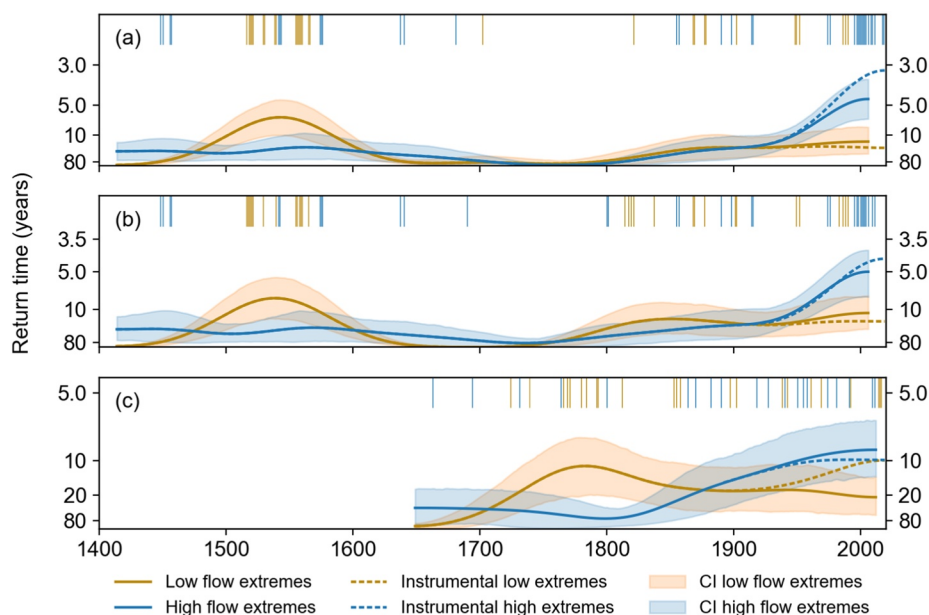 (a)
3.0 3.0
5.0 5.0
10 10
80 80
(b)
3.5 3.5
5.0 5.0
10 10
80 80
Return time (years)
(c)
5.0 5.0
10 10
20 20
80 80
1400 1500 1600 1700 1800 1900 2000
Low flow extremes Instrumental low extremes CI low flow extremes
High flow extremes Instrumental high extremes CI high flow extremes